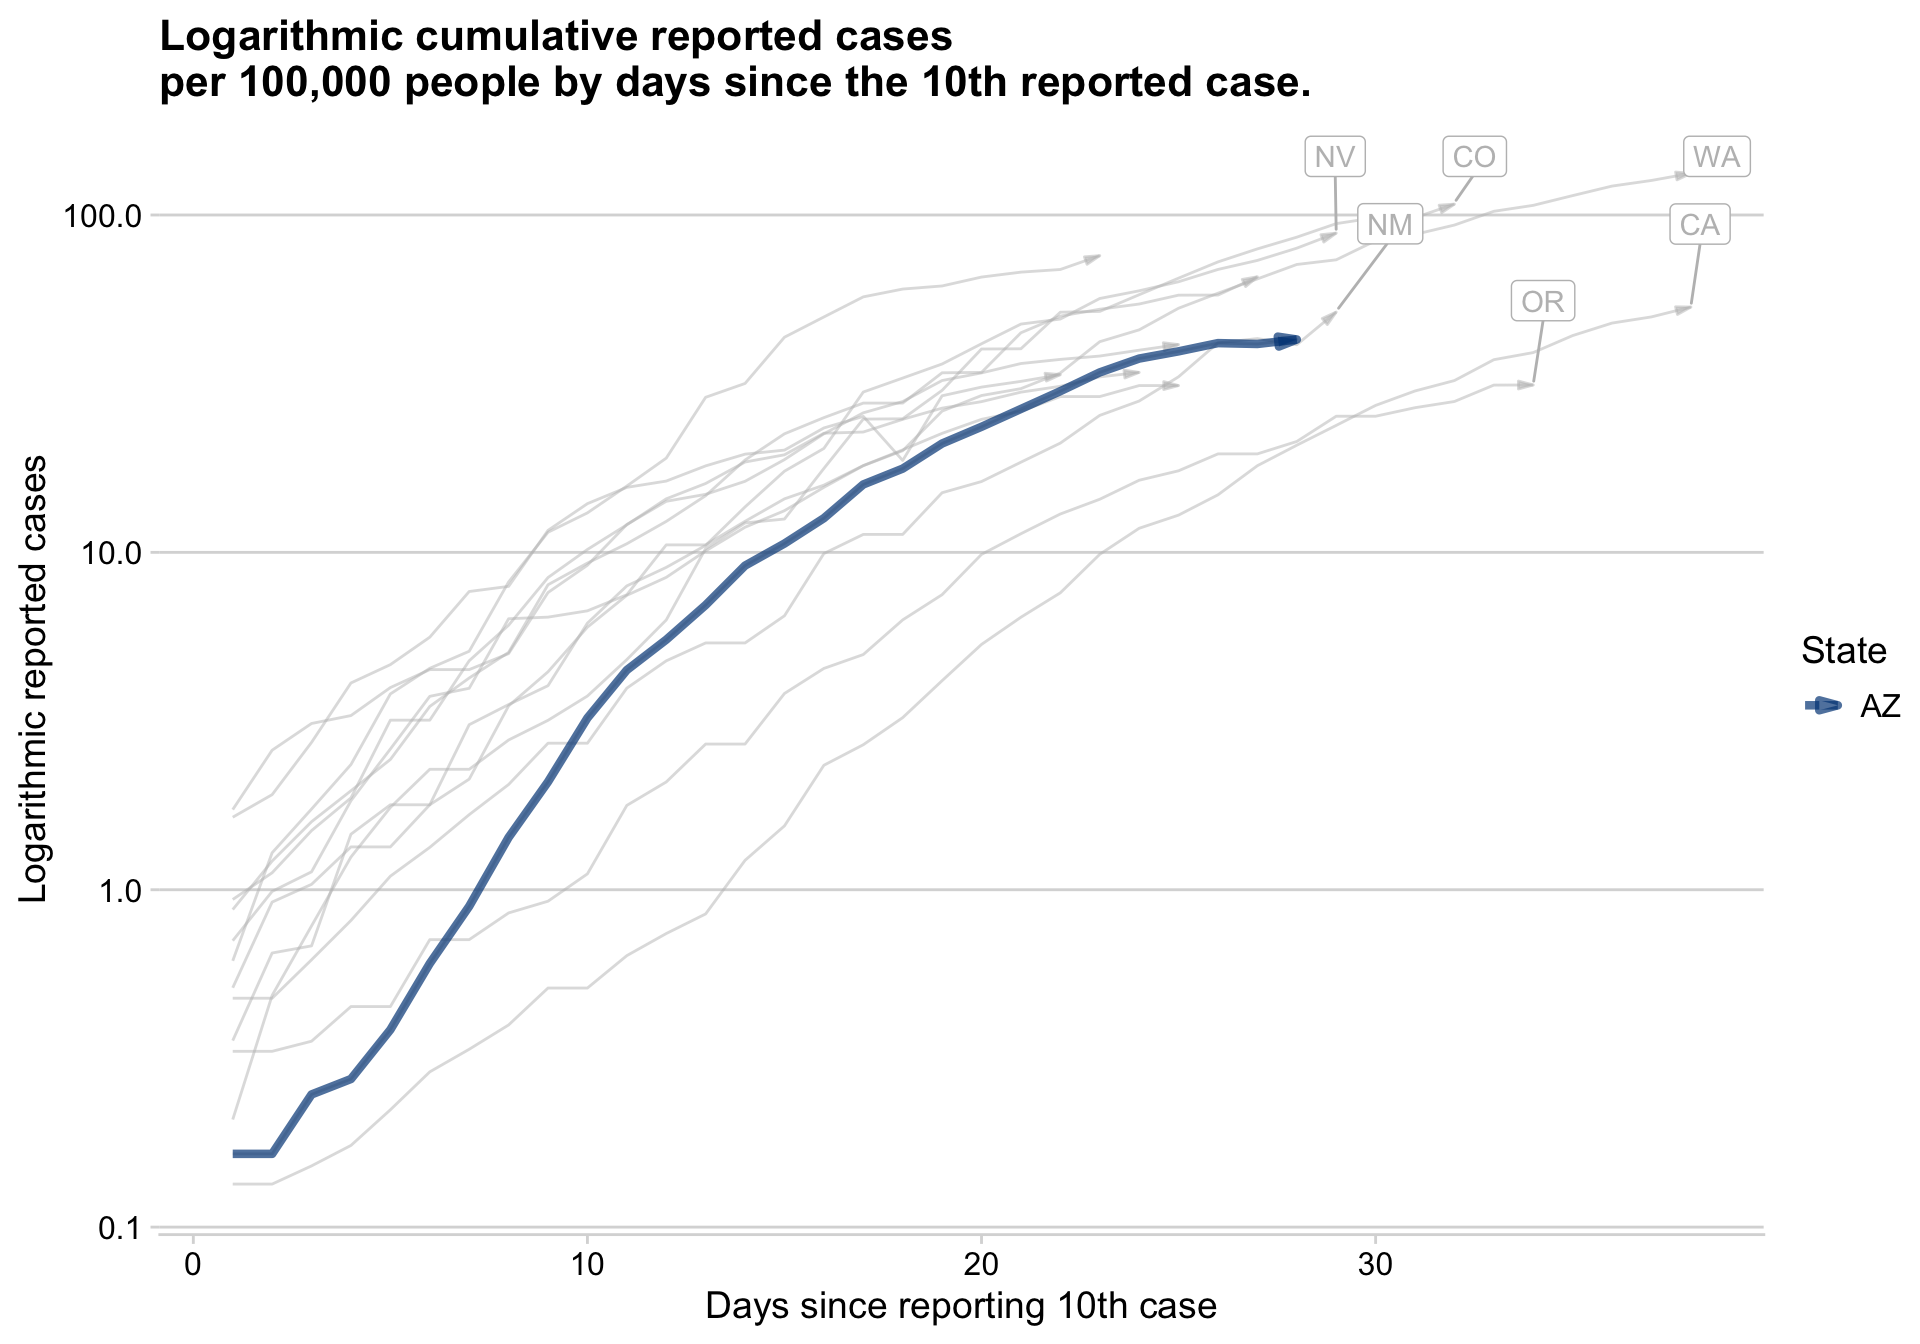 Logarithmic cumulative reported cases
per 100,000 people by days since the 10th reported case.
NV
CO
WA
NM
CA
OR
100.0
10.0
1.0
0.1
Logarithmic reported cases
0
10
20
30
Days since reporting 10th case
State
AZ